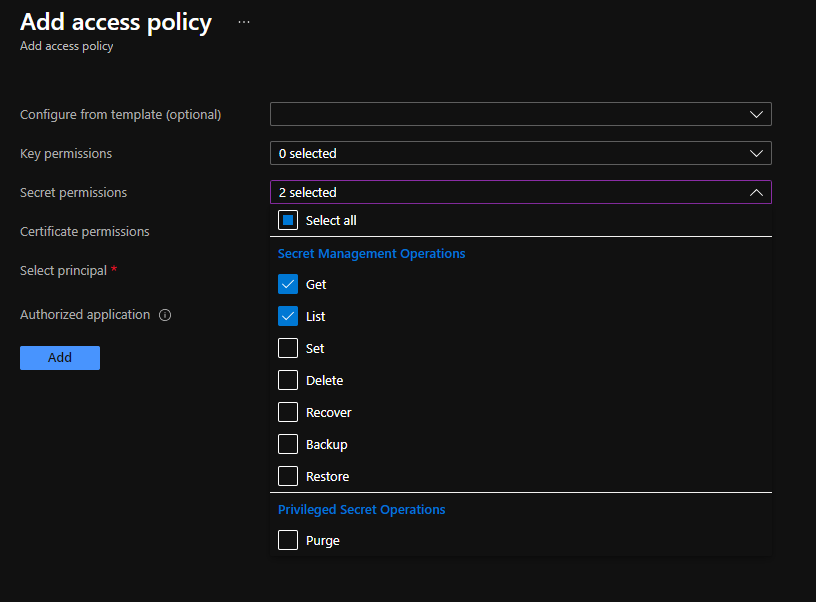 Add access policy ...
Add access policy
Configure from template (optional)
Key permissions 0 selected
Secret permissions 2 selected
Select all
Certificate permissions
Secret Management Operations
Select principal *
Get
Authorized application
List
Set
Add
Delete
Recover
Backup
Restore
Privileged Secret Operations
Purge